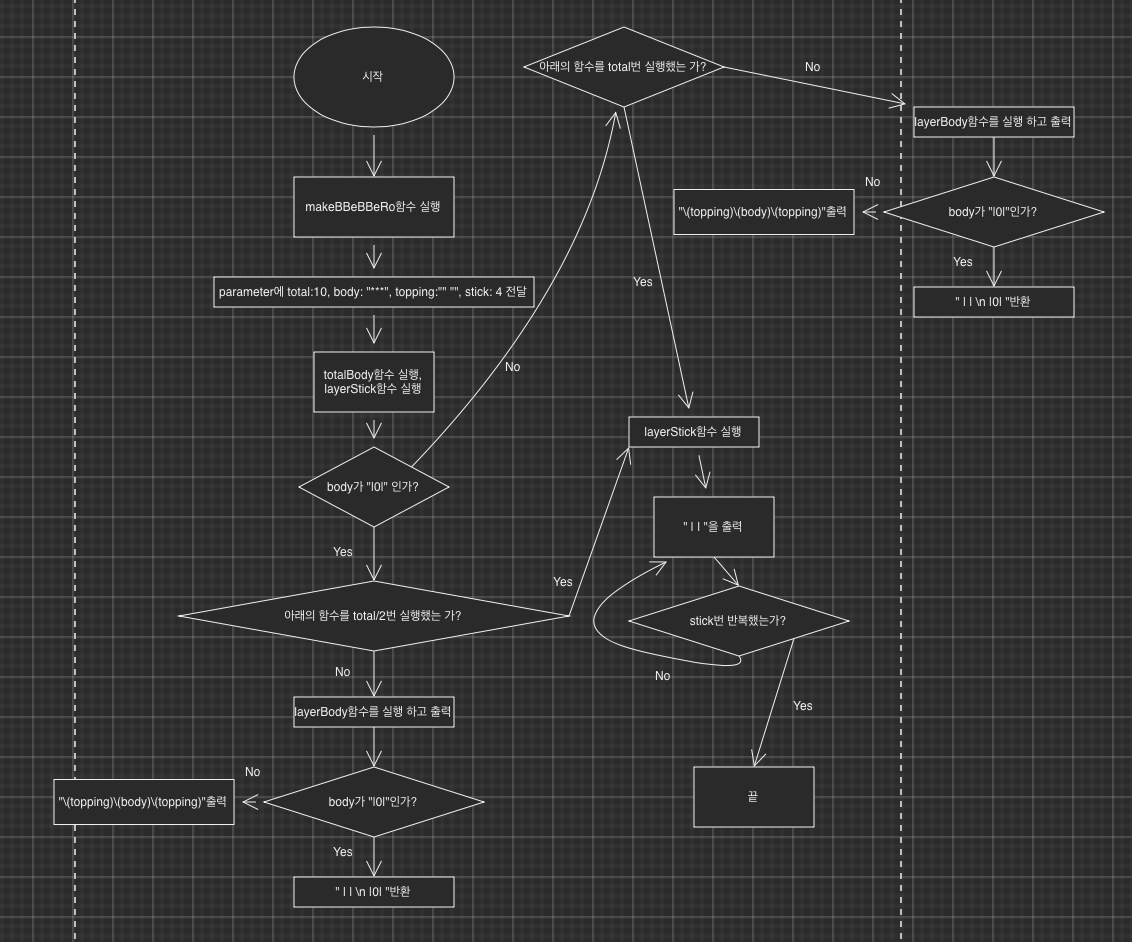 시작
makeBBeBBeRo함수 실행
parameter에 total:10, body: "***", topping:"" "", stick: 4 전달
totalBody함수 실행,
layerStick함수 실행
body가 "|0|" 인가?
No
Yes
아래의 함수를 total/2번 실행했는 가?
Yes
No
layerBody함수를 실행 하고 출력
body가 "|0|"인가?
No
"\(topping)\(body)\(topping)"출력
Yes
" | | \n |0| "반환
아래의 함수를 total번 실행했는 가?
No
Yes
layerStick함수 실행
" | | "을 출력
stick번 반복했는가?
No
Yes
끝
layerBody함수를 실행 하고 출력
body가 "|0|"인가?
No
"\(topping)\(body)\(topping)"출력
Yes
" | | \n |0| "반환